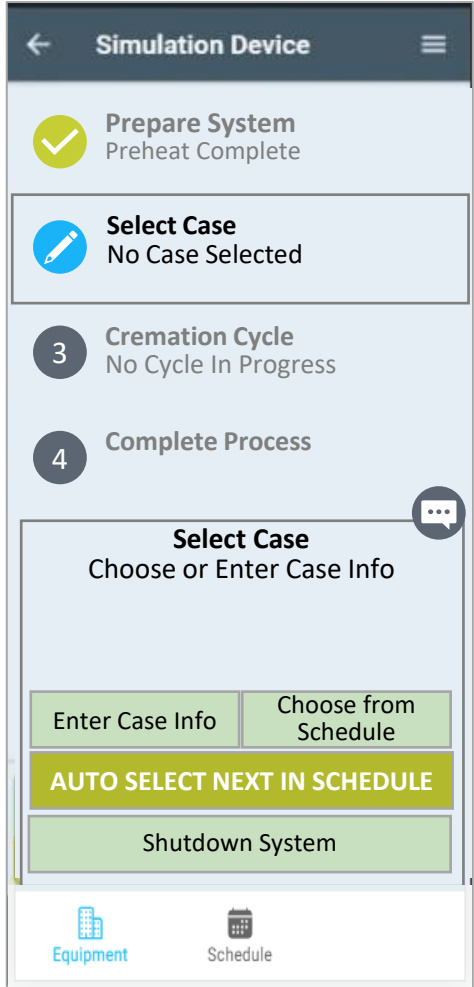 Simulation Device
Prepare System
Preheat Complete
Select Case
No Case Selected
3
Cremation Cycle
No Cycle In Progress
4
Complete Process
Select Case
Choose or Enter Case Info
Enter Case Info
Choose from
Schedule
AUTO SELECT NEXT IN SCHEDULE
Shutdown System
Equipment
Schedule